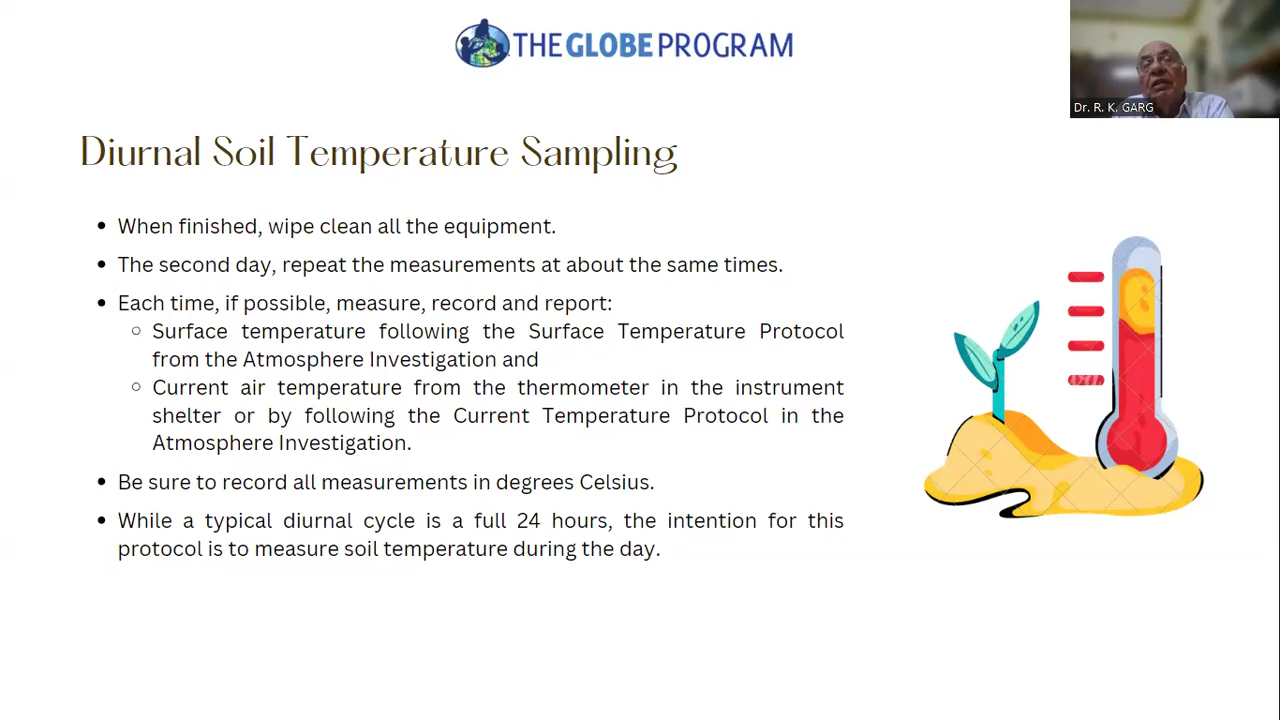 THE GLOBE PROGRAM
Dr. R. K. GARG
Diurnal Soil Temperature Sampling
• When finished, wipe clean all the equipment.
• The second day, repeat the measurements at about the same times.
• Each time, if possible, measure, record and report:
○ Surface temperature following the Surface Temperature Protocol
from the Atmosphere Investigation and
○ Current air temperature from the thermometer in the instrument
shelter or by following the Current Temperature Protocol in the
Atmosphere Investigation.
• Be sure to record all measurements in degrees Celsius.
• While a typical diurnal cycle is a full 24 hours, the intention for this
protocol is to measure soil temperature during the day.